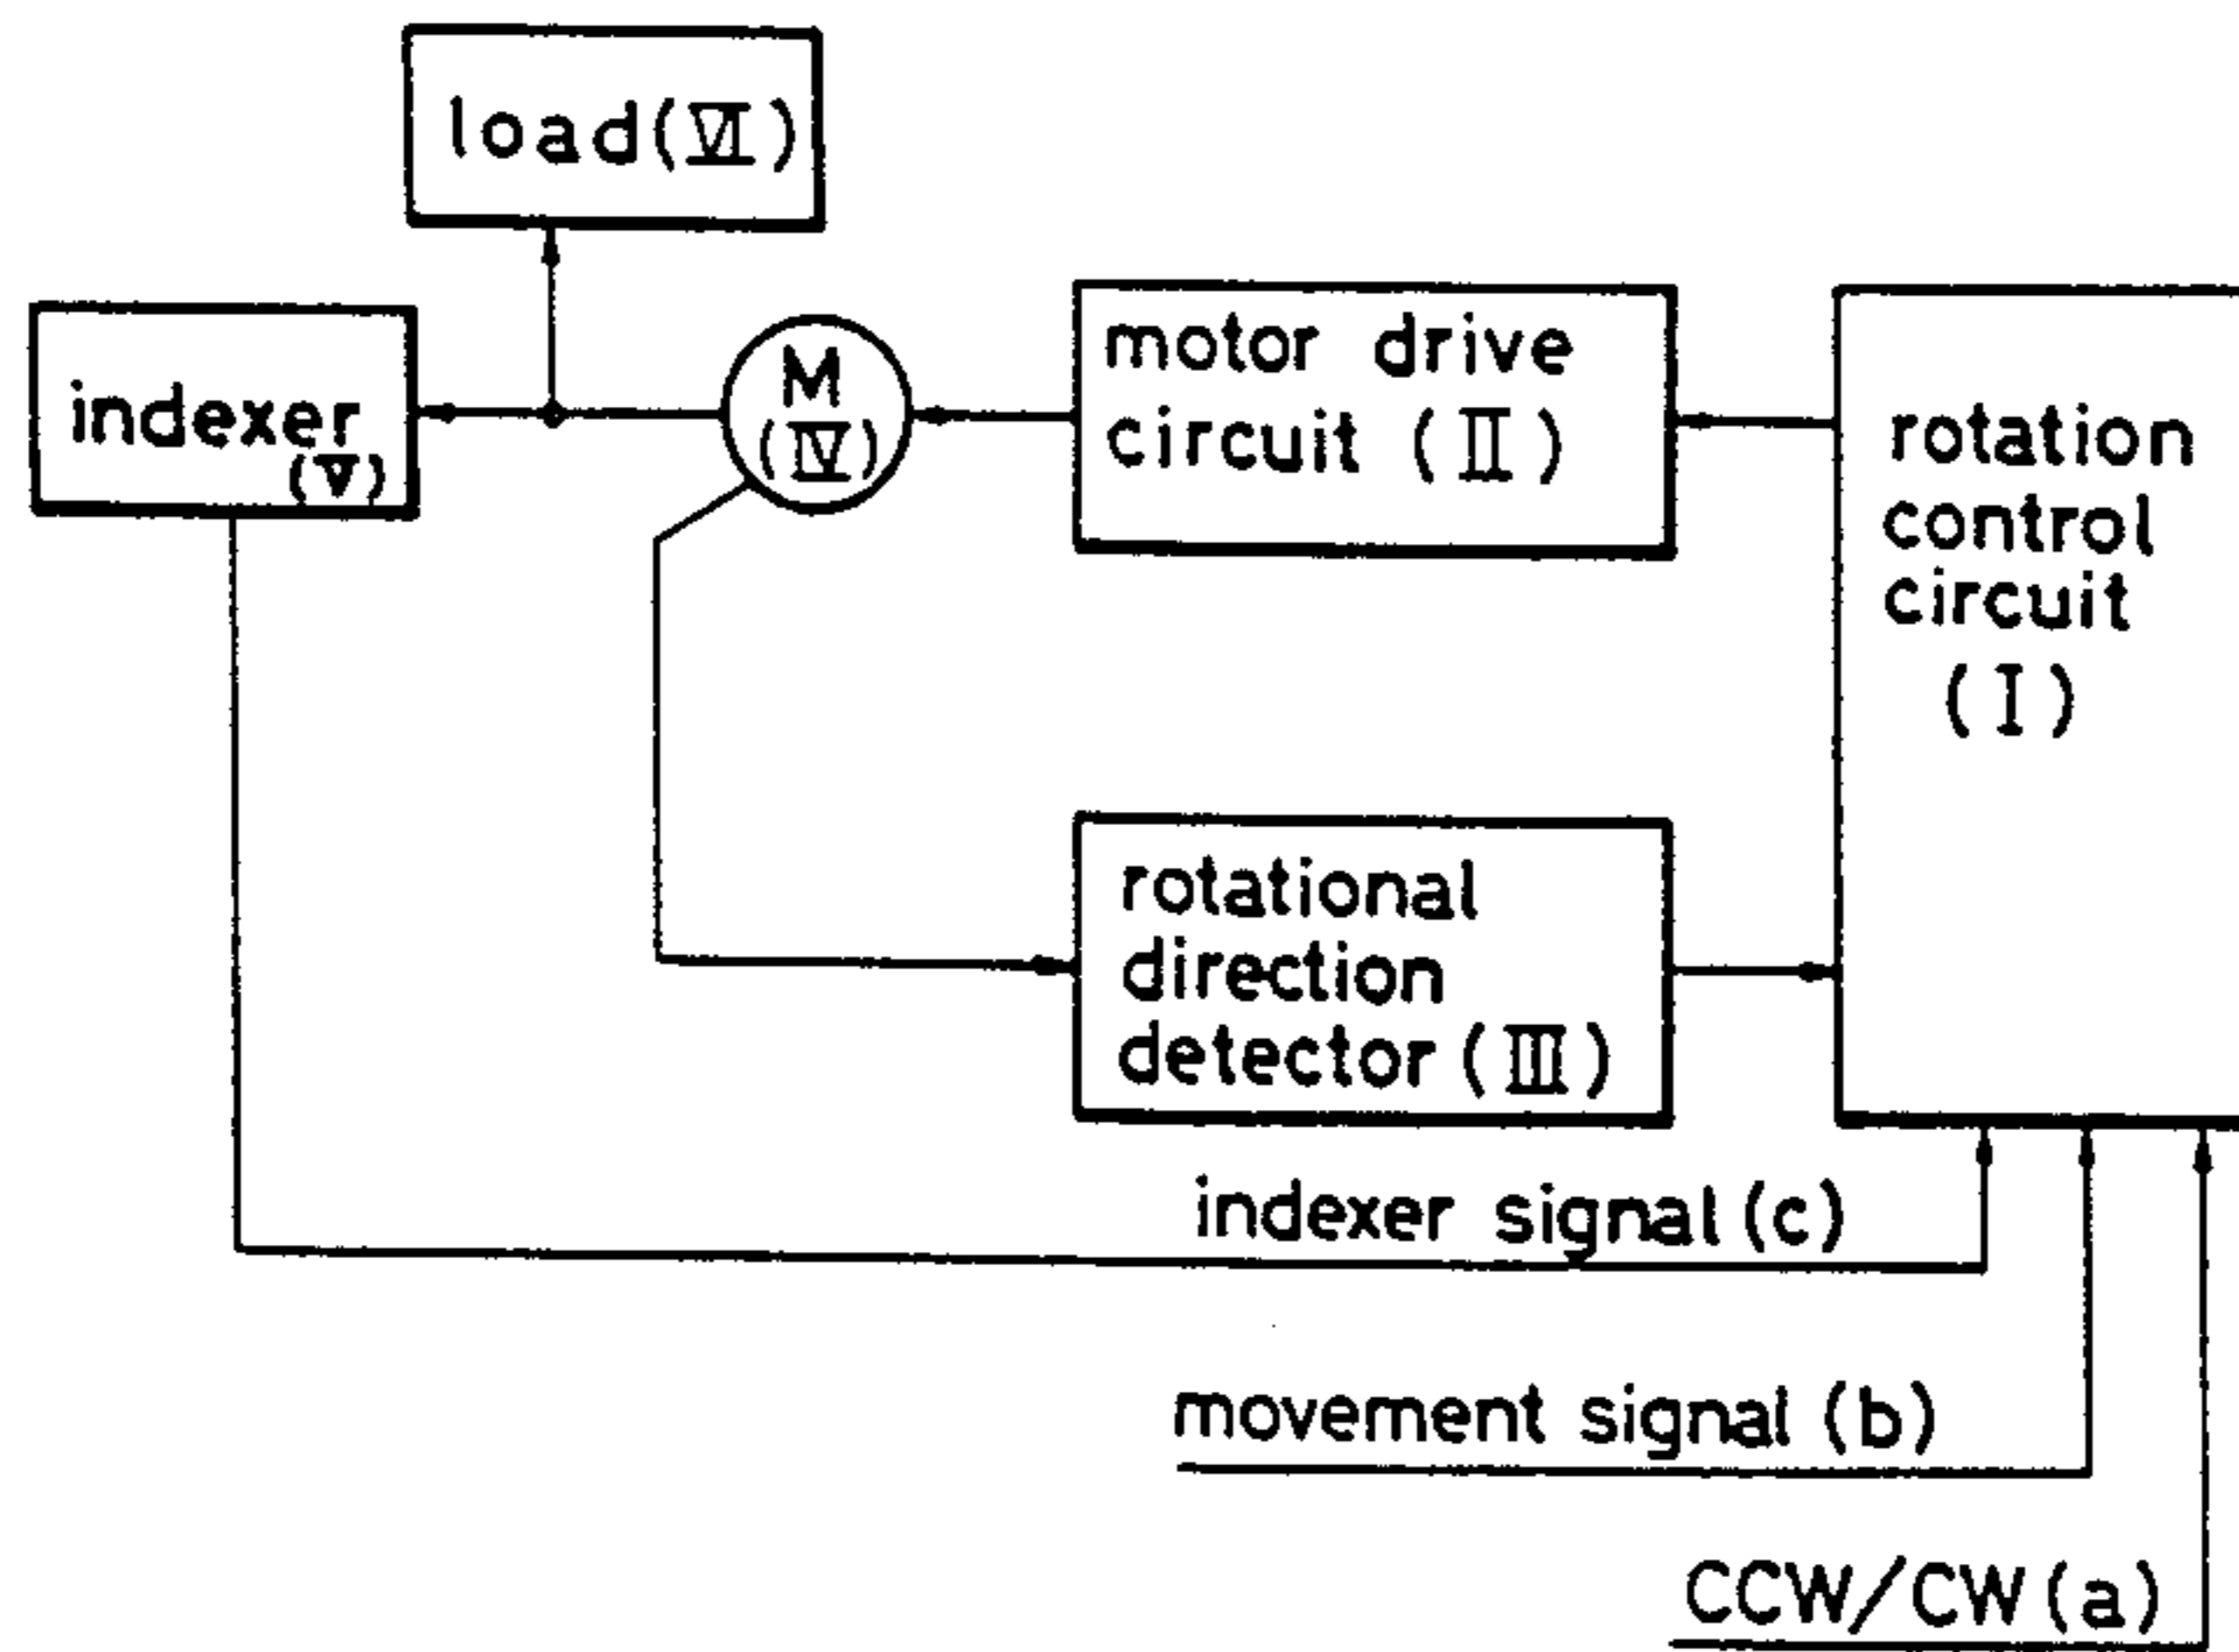 load(VI)
indexer
(V)
M
(IV)
motor drive
circuit (II)
rotation
control
circuit
(I)
rotational
direction
detector (III)
indexer signal (c)
movement signal (b)
CCW/CW (a)